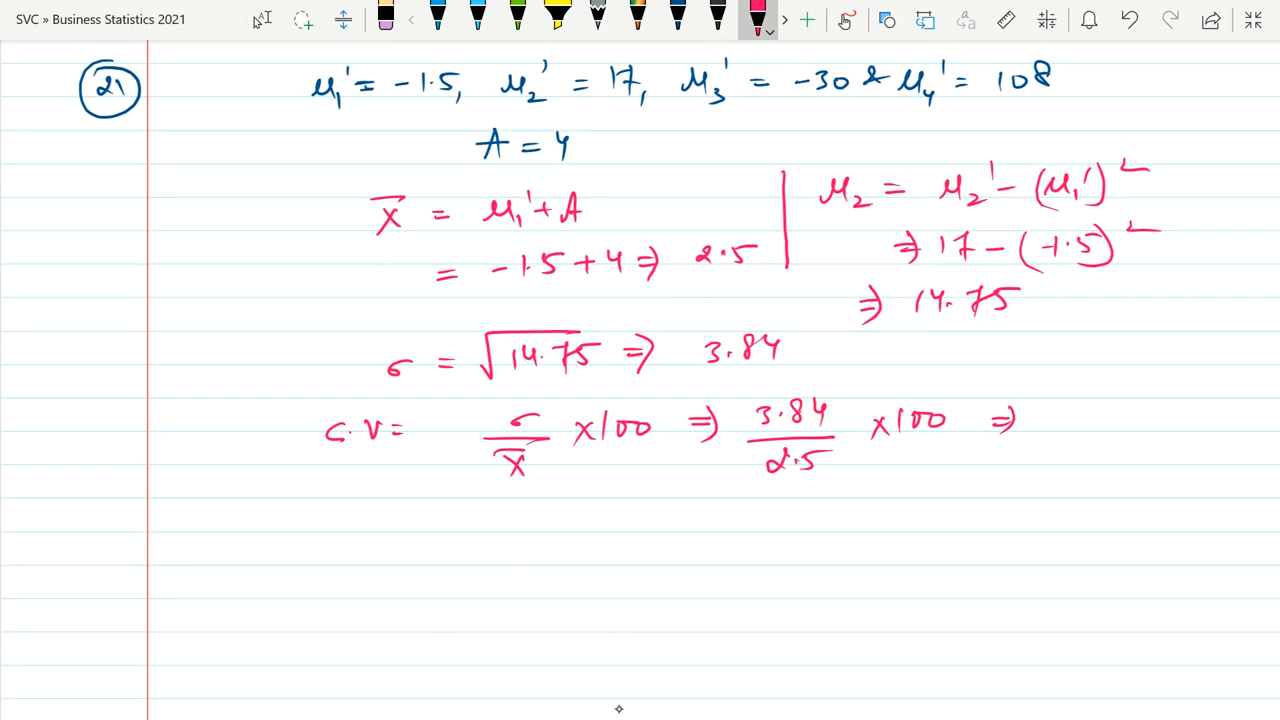 SVC » Business Statistics 2021
21 μ₁' = -1.5, μ₂' = 17, μ₃' = -30 & μ₄' = 108
A = 4
x̄ = μ₁' + A
= -1.5 + 4 ⇒ 2.5
μ₂ = μ₂' - (μ₁')²
⇒ 17 - (-1.5)²
⇒ 14.75
σ = √14.75 ⇒ 3.84
C.V = σ/x̄ × 100 ⇒ 3.84/2.5 × 100 ⇒